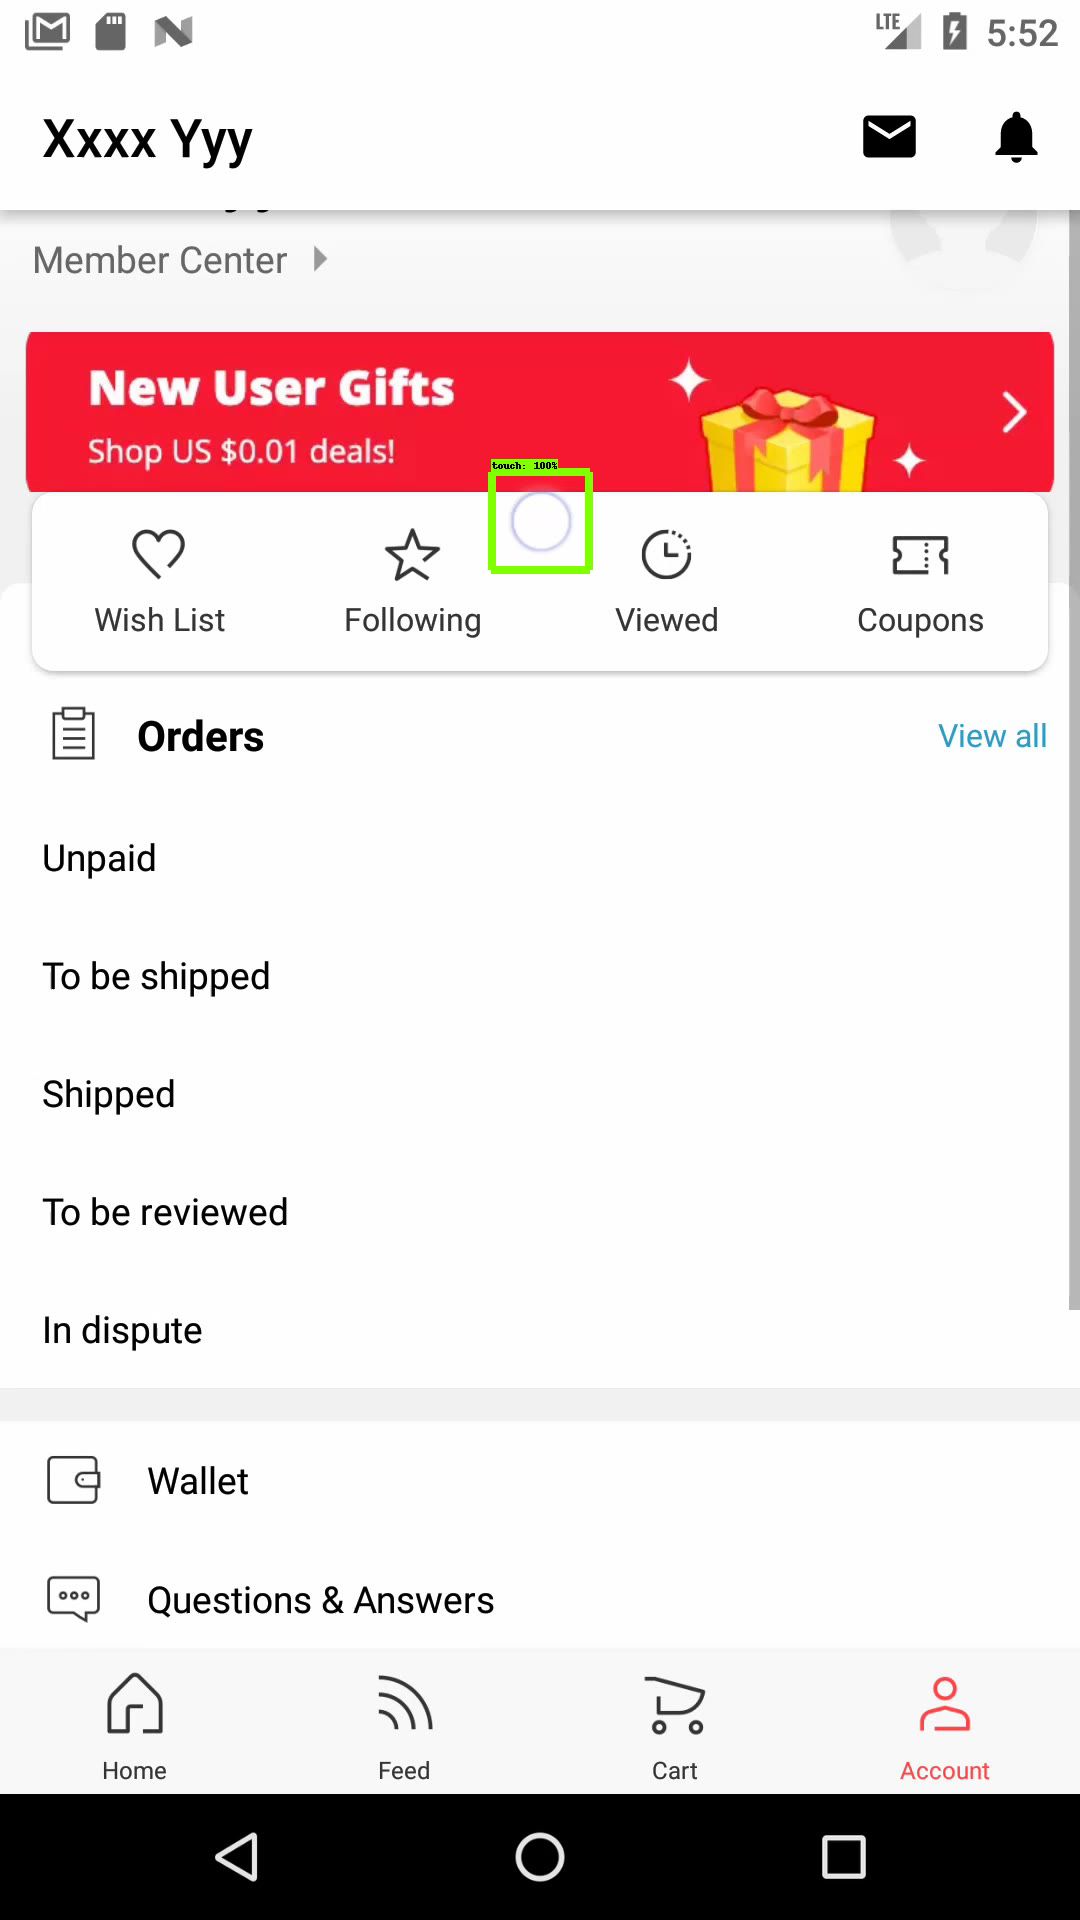 LTE 5:52
Xxxx Yyy
Member Center
New User Gifts
Shop US $0.01 deals!
touch: 100%
Wish List
Following
Viewed
Coupons
Orders
View all
Unpaid
To be shipped
Shipped
To be reviewed
In dispute
Wallet
Questions & Answers
Home
Feed
Cart
Account